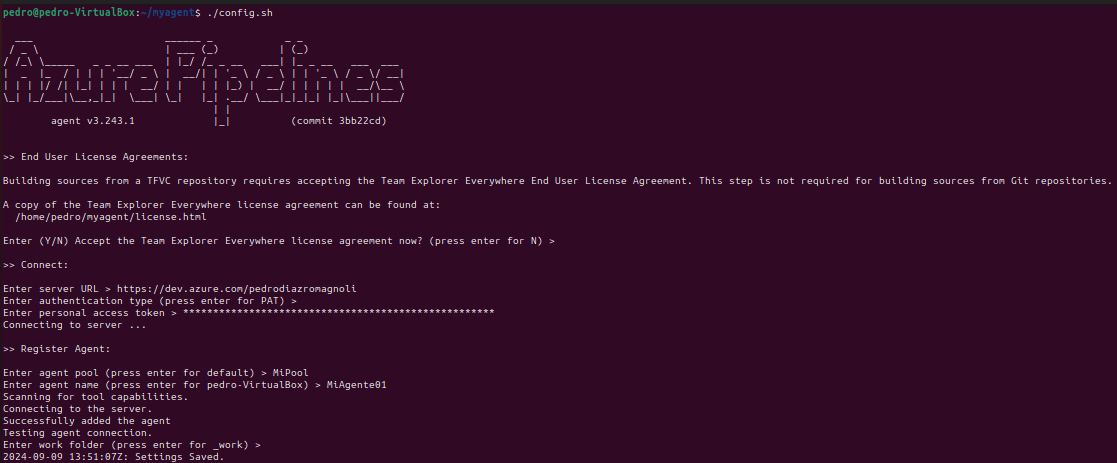 pedro@pedro-VirtualBox:~/myagent$ ./config.sh
Azure Pipelines
agent v3.243.1 (commit 3bb22cd)
>> End User License Agreements:
Building sources from a TFVC repository requires accepting the Team Explorer Everywhere End User License Agreement. This step is not required for building sources from Git repositories.
A copy of the Team Explorer Everywhere license agreement can be found at:
/home/pedro/myagent/license.html
Enter (Y/N) Accept the Team Explorer Everywhere license agreement now? (press enter for N) >
>> Connect:
Enter server URL > https://dev.azure.com/pedrodiazromagnoli
Enter authentication type (press enter for PAT) >
Enter personal access token > ****************************************************
Connecting to server ...
>> Register Agent:
Enter agent pool (press enter for default) > MiPool
Enter agent name (press enter for pedro-VirtualBox) > MiAgente01
Scanning for tool capabilities.
Connecting to the server.
Successfully added the agent
Testing agent connection.
Enter work folder (press enter for _work) >
2024-09-09 13:51:07Z: Settings Saved.